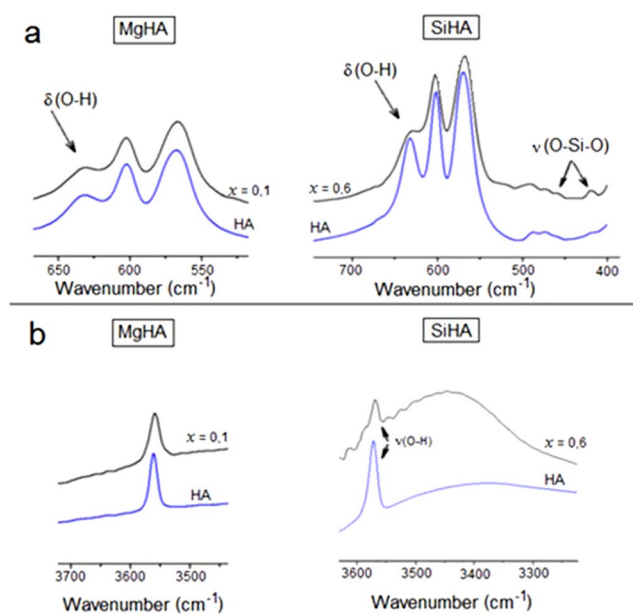 a
MgHA
SiHA
δ(O-H)
x = 0,1
HA
650 600 550
Wavenumber (cm-1)
δ(O-H)
ν(O-Si-O)
x = 0,6
HA
700 600 500 400
Wavenumber (cm-1)
b
MgHA
SiHA
x = 0,1
HA
3700 3600 3500
Wavenumber (cm-1)
ν(O-H)
x = 0,6
HA
3600 3500 3400 3300
Wavenumber (cm-1)